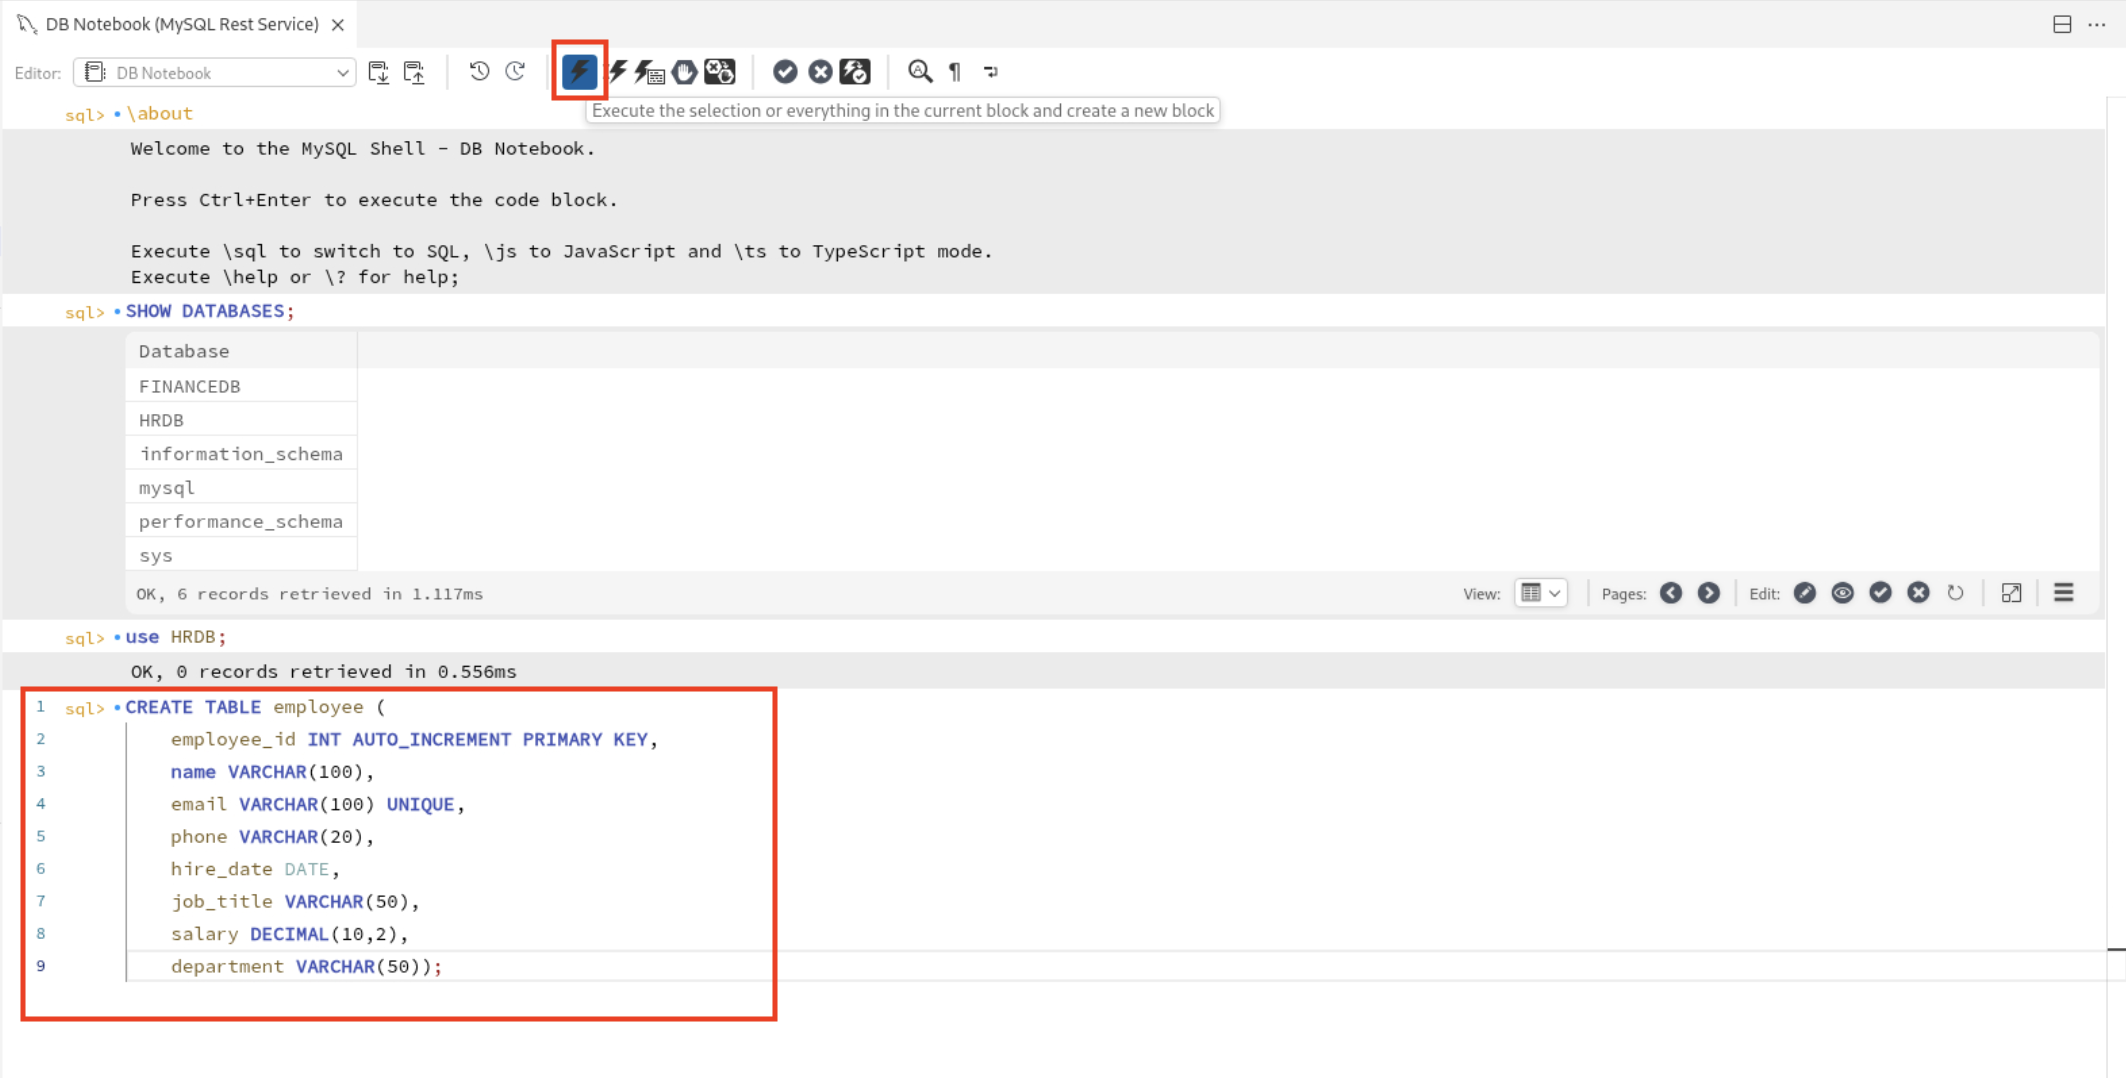 DB Notebook (MySQL Rest Service)
Editor: DB Notebook
sql> \about
Execute the selection or everything in the current block and create a new block
Welcome to the MySQL Shell - DB Notebook.
Press Ctrl+Enter to execute the code block.
Execute \sql to switch to SQL, \js to JavaScript and \ts to TypeScript mode.
Execute \help or \? for help;
sql> SHOW DATABASES;
Database
FINANCEDB
HRDB
information_schema
mysql
performance_schema
sys
OK, 6 records retrieved in 1.117ms View: Pages: Edit:
sql> use HRDB;
OK, 0 records retrieved in 0.556ms
1 sql> CREATE TABLE employee (
2 employee_id INT AUTO_INCREMENT PRIMARY KEY,
3 name VARCHAR(100),
4 email VARCHAR(100) UNIQUE,
5 phone VARCHAR(20),
6 hire_date DATE,
7 job_title VARCHAR(50),
8 salary DECIMAL(10,2),
9 department VARCHAR(50));